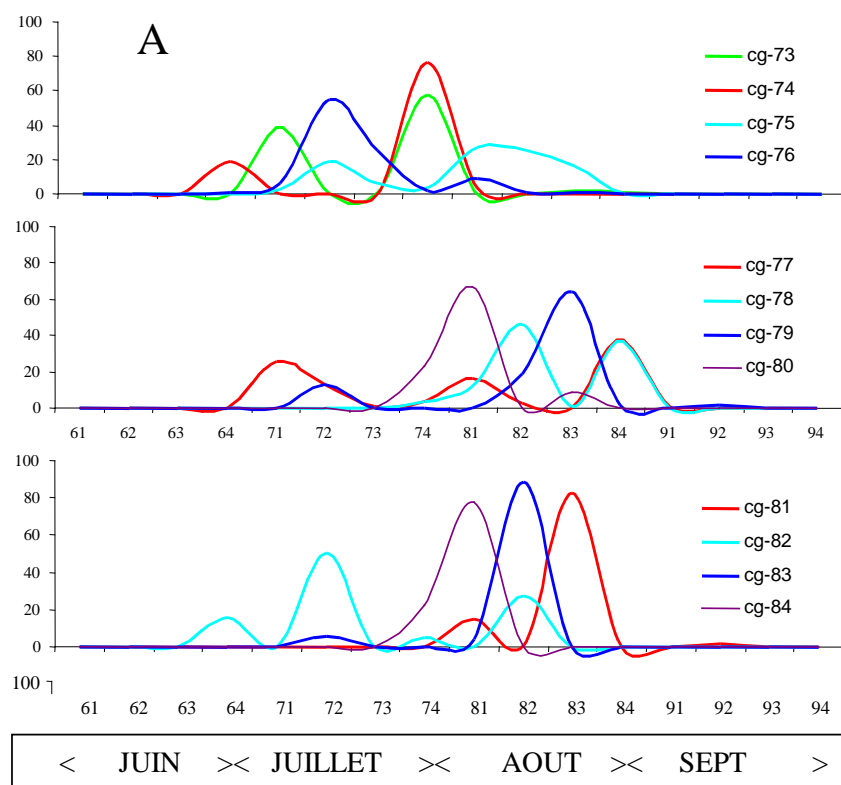 A
100
80
60
40
20
0
cg-73
cg-74
cg-75
cg-76
100
80
60
40
20
0
cg-77
cg-78
cg-79
cg-80
61 62 63 64 71 72 73 74 81 82 83 84 91 92 93 94
100
80
60
40
20
0
cg-81
cg-82
cg-83
cg-84
100
61 62 63 64 71 72 73 74 81 82 83 84 91 92 93 94
< JUIN >< JUILLET >< AOUT >< SEPT >